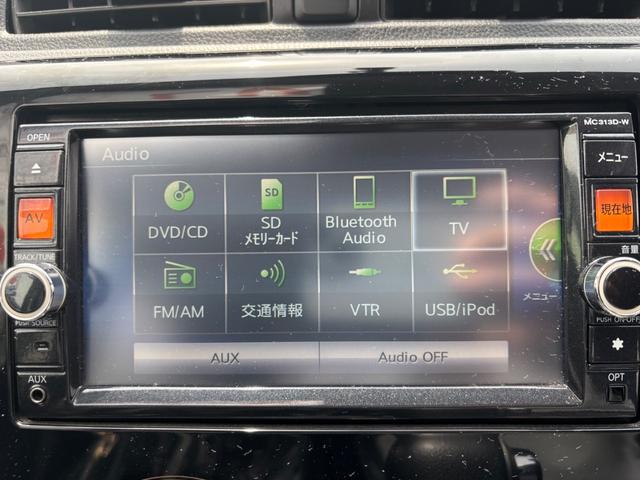 MC313D-W
OPEN
メニュー
AV
現在地
TRACK/TUNE
音量
PUSH SOURCE
PUSH ON-OFF
AUX
OPT
Audio
DVD/CD
SD
SD
メモリーカード
Bluetooth
Audio
TV
FM/AM
交通情報
VTR
USB/iPod
メニュー
AUX
Audio OFF